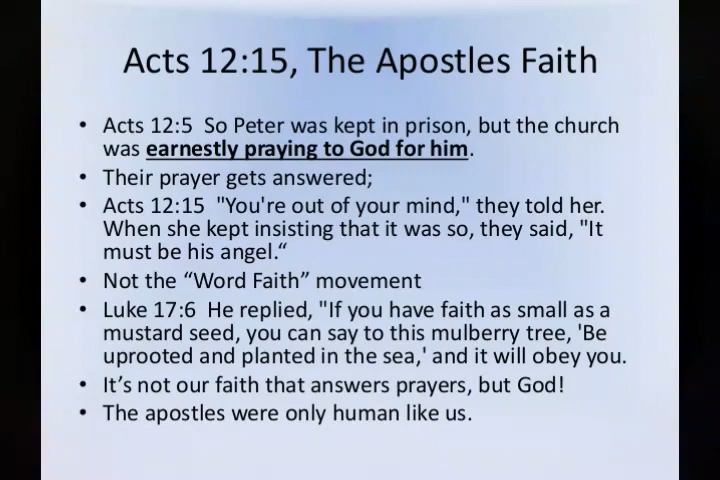 Acts 12:15, The Apostles Faith
• Acts 12:5  So Peter was kept in prison, but the church
was earnestly praying to God for him.
• Their prayer gets answered;
• Acts 12:15  "You're out of your mind," they told her.
When she kept insisting that it was so, they said, "It
must be his angel.“
• Not the “Word Faith” movement
• Luke 17:6  He replied, "If you have faith as small as a
mustard seed, you can say to this mulberry tree, 'Be
uprooted and planted in the sea,' and it will obey you.
• It’s not our faith that answers prayers, but God!
• The apostles were only human like us.